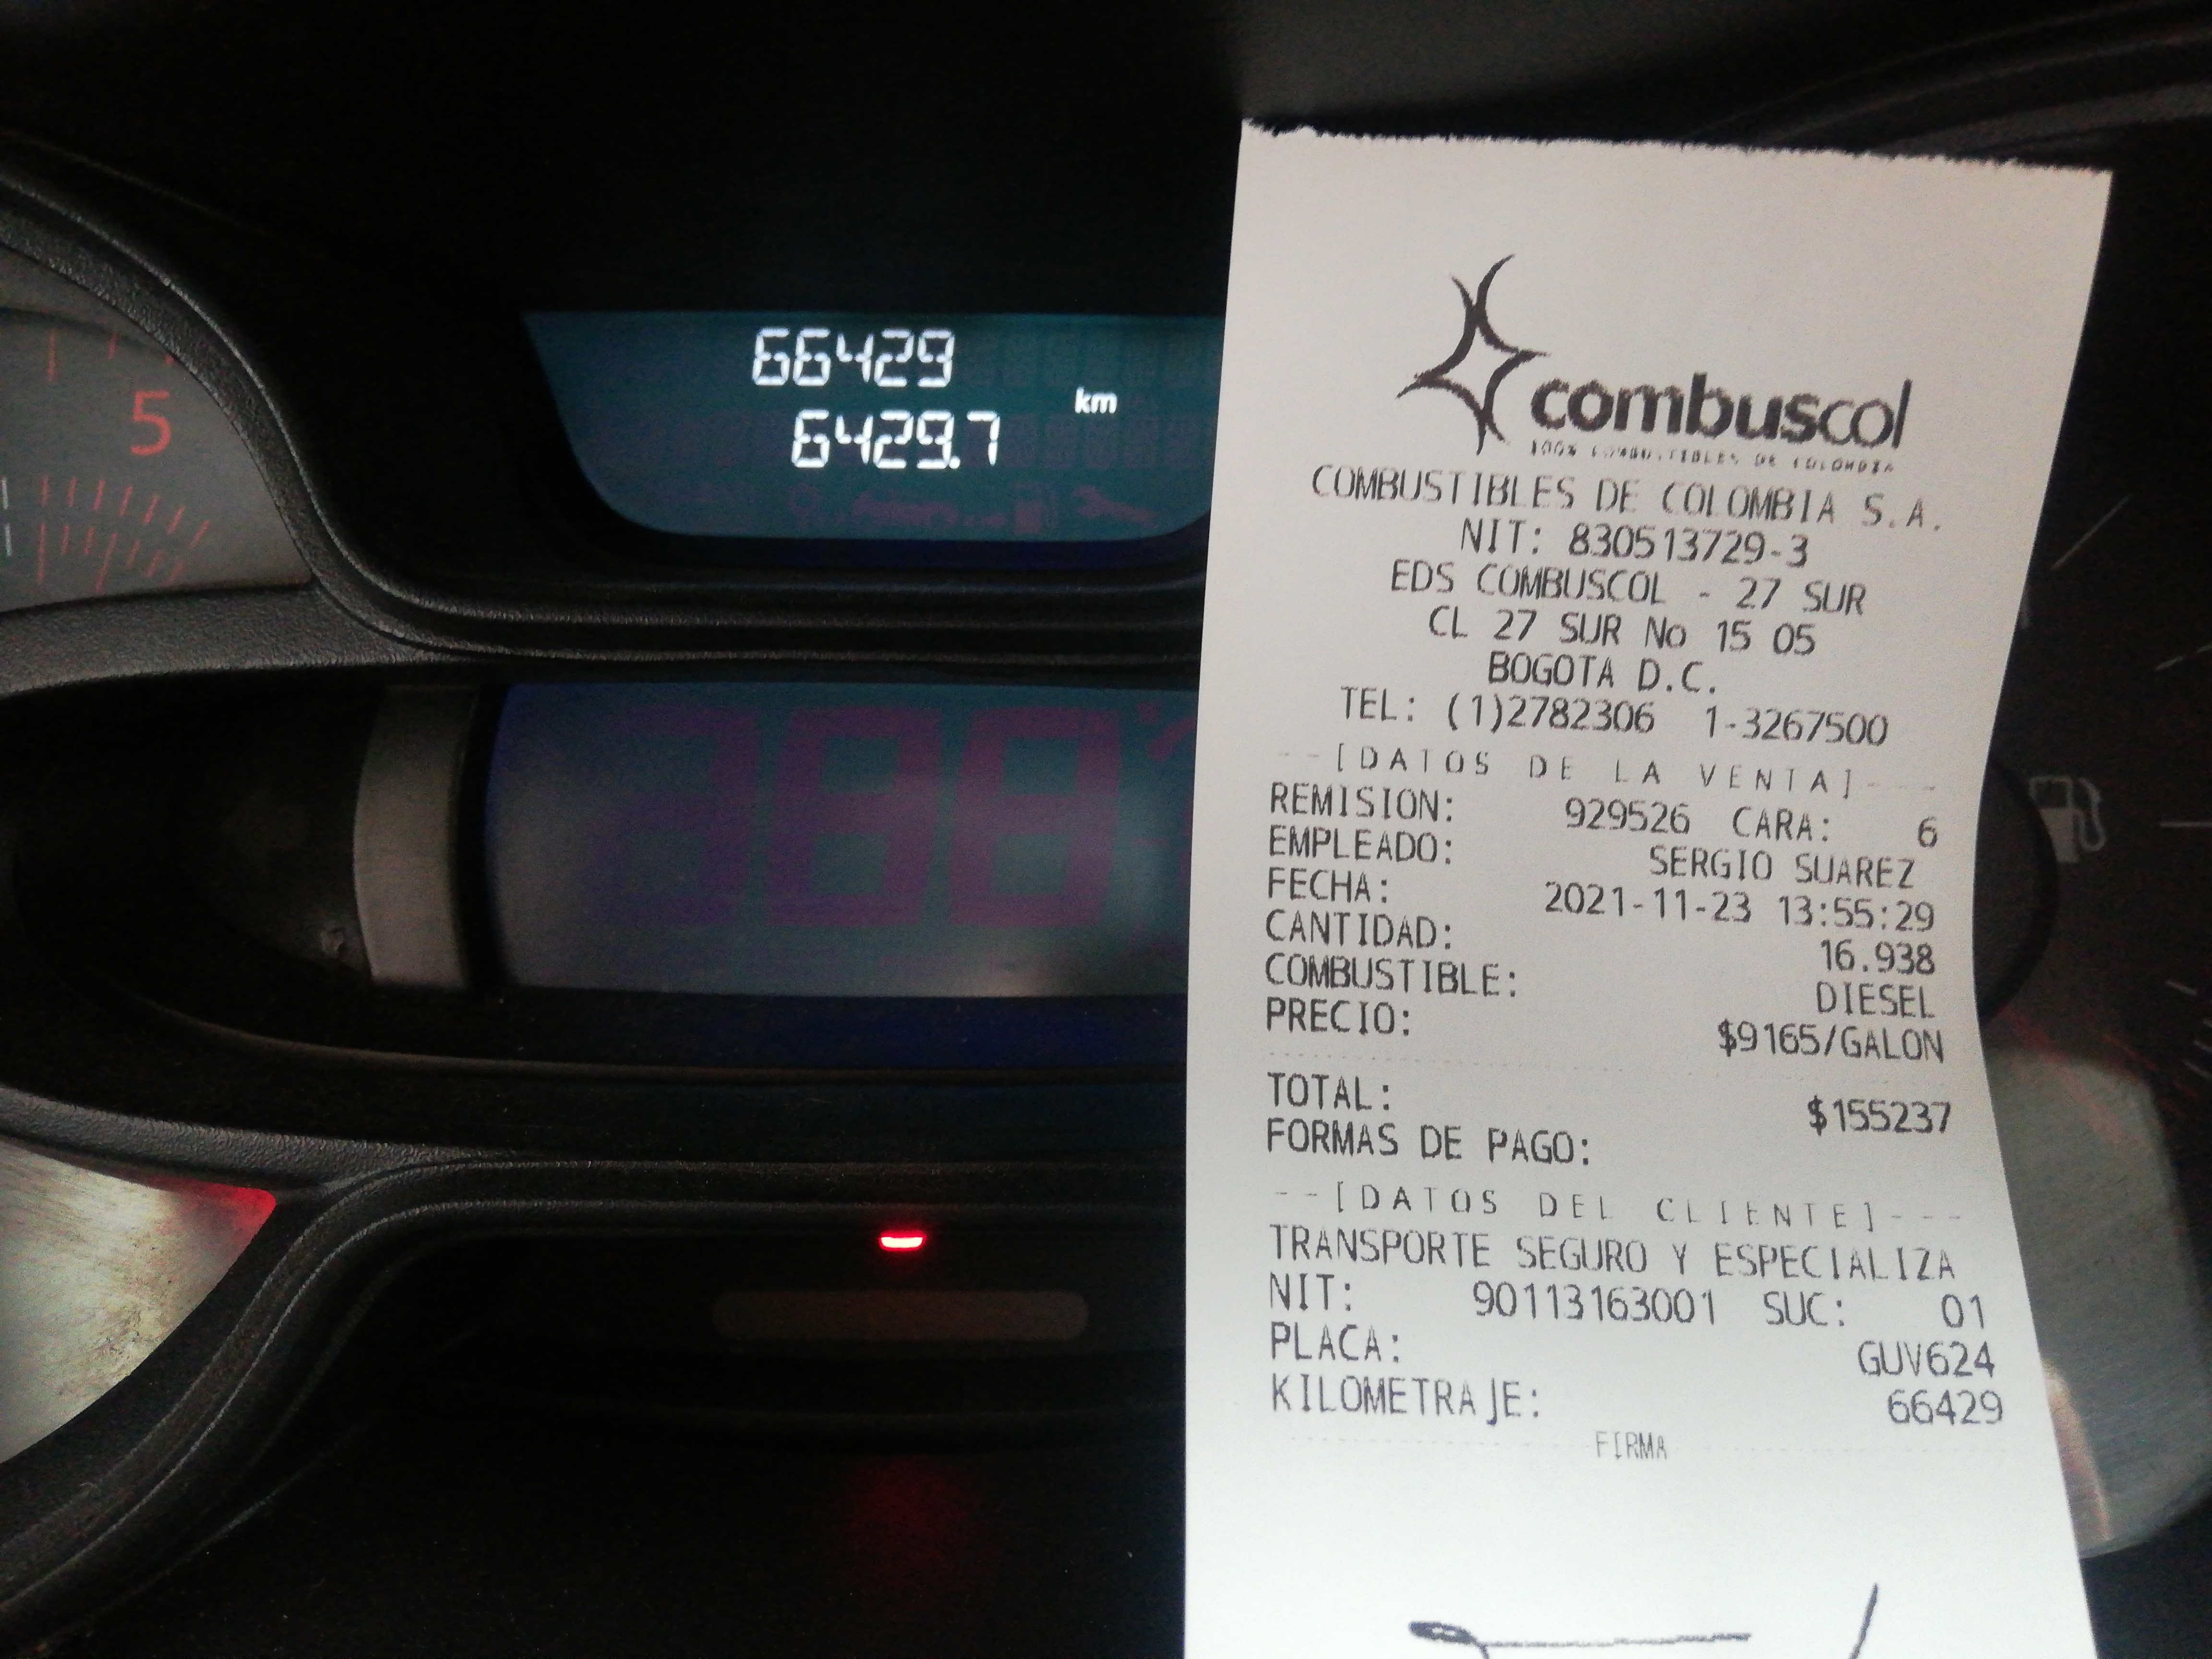 5
66429
km
6429.7
combuscol
100% COMBUSTIBLES DE COLOMBIA
COMBUSTIBLES DE COLOMBIA S.A.
NIT: 830513729-3
EDS COMBUSCOL - 27 SUR
CL 27 SUR No 15 05
BOGOTA D.C.
TEL: (1)2782306 1-3267500
--[DATOS DE LA VENTA]---
REMISION: 929526 CARA: 6
EMPLEADO: SERGIO SUAREZ
FECHA: 2021-11-23 13:55:29
CANTIDAD: 16.938
COMBUSTIBLE: DIESEL
PRECIO: $9165/GALON
TOTAL: $155237
FORMAS DE PAGO:
--[DATOS DEL CLIENTE]---
TRANSPORTE SEGURO Y ESPECIALIZA
NIT: 90113163001 SUC: 01
PLACA: GUV624
KILOMETRAJE: 66429
FIRMA